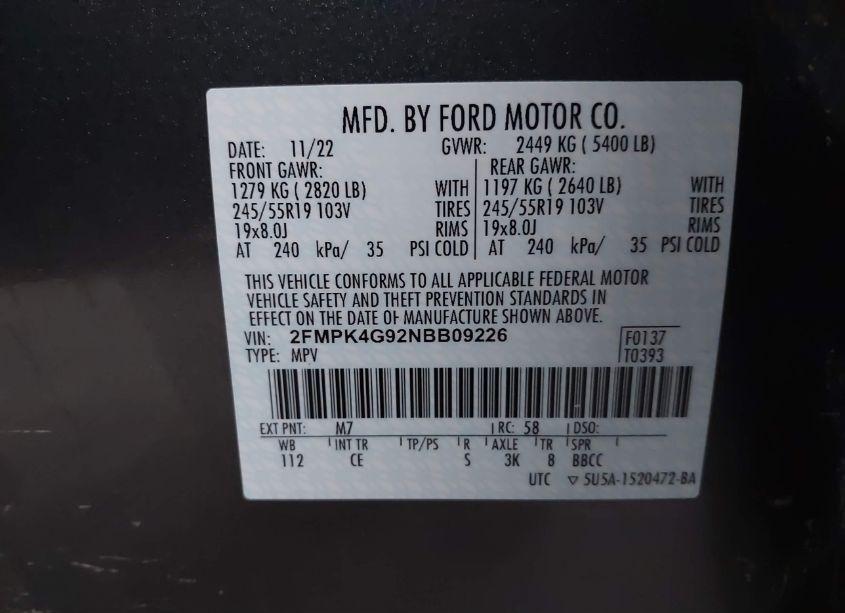 MFD. BY FORD MOTOR CO.
DATE: 11/22 GVWR: 2449 KG ( 5400 LB)
FRONT GAWR: REAR GAWR:
1279 KG ( 2820 LB) WITH 1197 KG ( 2640 LB) WITH
245/55R19 103V TIRES 245/55R19 103V TIRES
19x8.0J RIMS 19x8.0J RIMS
AT 240 kPa/ 35 PSI COLD AT 240 kPa/ 35 PSI COLD
THIS VEHICLE CONFORMS TO ALL APPLICABLE FEDERAL MOTOR
VEHICLE SAFETY AND THEFT PREVENTION STANDARDS IN
EFFECT ON THE DATE OF MANUFACTURE SHOWN ABOVE.
VIN: 2FMPK4G92NBB09226 F0137
TYPE: MPV T0393
EXT PNT: M7 RC: 58 DSO:
WB INT TR TP/PS R AXLE TR SPR
112 CE S 3K 8 BBCC
UTC ▽ 5U5A-1520472-BA